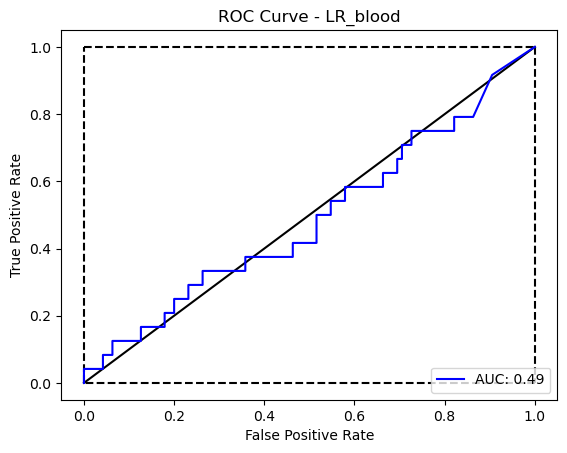 ROC Curve - LR_blood
True Positive Rate
1.0
0.8
0.6
0.4
0.2
0.0
AUC: 0.49
0.0 0.2 0.4 0.6 0.8 1.0
False Positive Rate